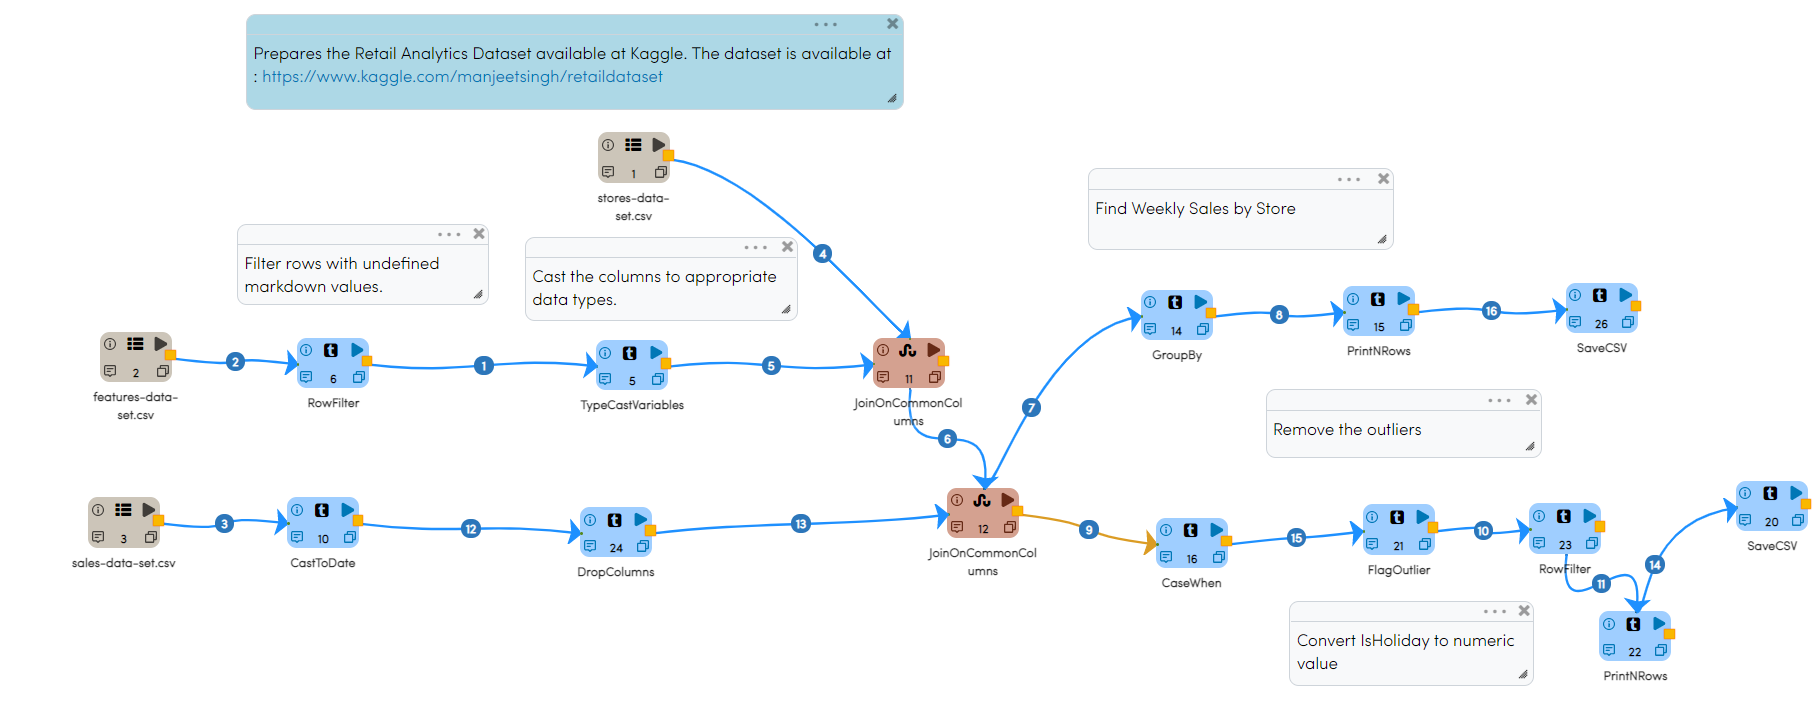 Prepares the Retail Analytics Dataset available at Kaggle. The dataset is available at
: https://www.kaggle.com/manjeetsingh/retaildataset
1
stores-data-
set.csv
Find Weekly Sales by Store
Filter rows with undefined
markdown values.
Cast the columns to appropriate
data types.
4
2
features-data-
set.csv
2
6
RowFilter
1
5
TypeCastVariables
5
11
JoinOnCommonCol
umns
6
7
14
GroupBy
8
15
PrintNRows
16
26
SaveCSV
Remove the outliers
3
sales-data-set.csv
3
10
CastToDate
12
24
DropColumns
13
12
JoinOnCommonCol
umns
9
16
CaseWhen
15
21
FlagOutlier
10
23
RowFilter
11
14
20
SaveCSV
Convert IsHoliday to numeric
value
22
PrintNRows